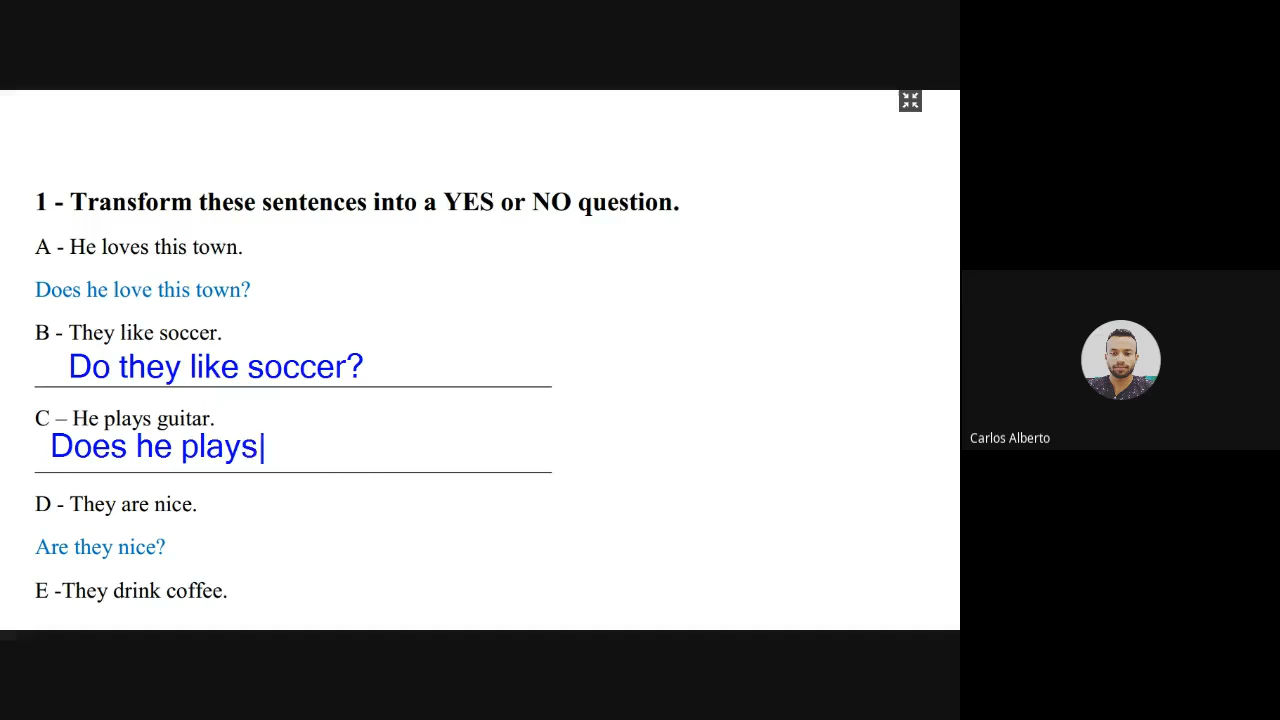 1 - Transform these sentences into a YES or NO question.
A - He loves this town.
Does he love this town?
B - They like soccer.
Do they like soccer?
C – He plays guitar.
Does he plays
D - They are nice.
Are they nice?
E -They drink coffee.
Carlos Alberto